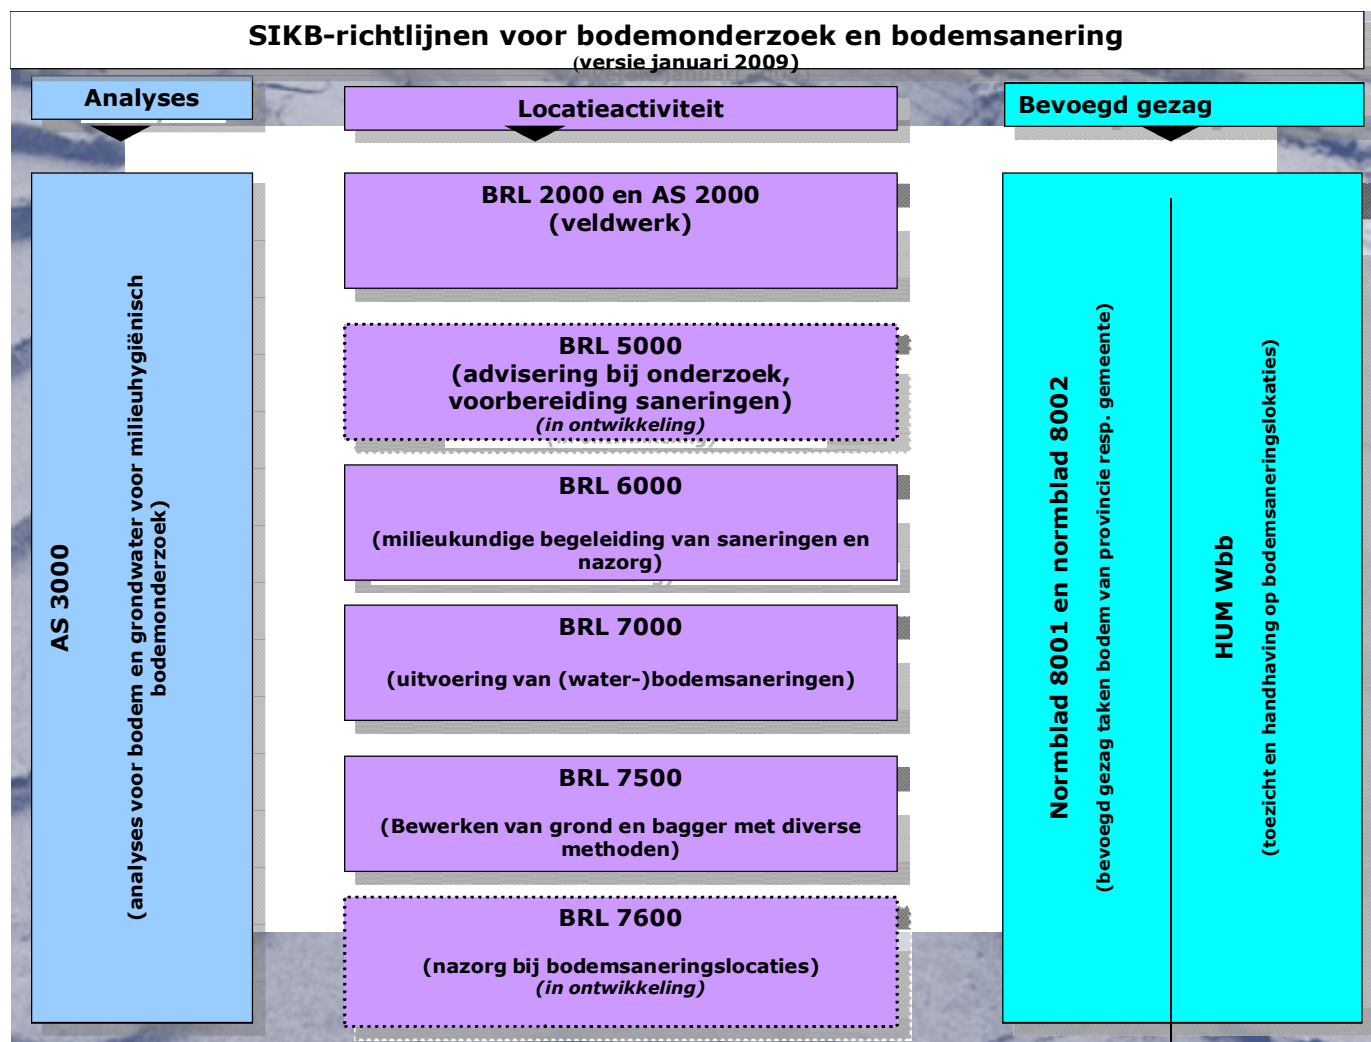 SIKB-richtlijnen voor bodemonderzoek en bodemsanering
(versie januari 2009)
Analyses
Locatieactiviteit
Bevoegd gezag
AS 3000
(analyses voor bodem en grondwater voor milieuhygiënisch
bodemonderzoek)
BRL 2000 en AS 2000
(veldwerk)
BRL 5000
(advisering bij onderzoek,
voorbereiding saneringen)
(in ontwikkeling)
BRL 6000
(milieukundige begeleiding van saneringen en
nazorg)
BRL 7000
(uitvoering van (water-)bodemsaneringen)
BRL 7500
(Bewerken van grond en bagger met diverse
methoden)
BRL 7600
(nazorg bij bodemsaneringslocaties)
(in ontwikkeling)
Normblad 8001 en normblad 8002
(bevoegd gezag taken bodem van provincie resp. gemeente)
HUM Wbb
(toezicht en handhaving op bodemsaneringslokaties)